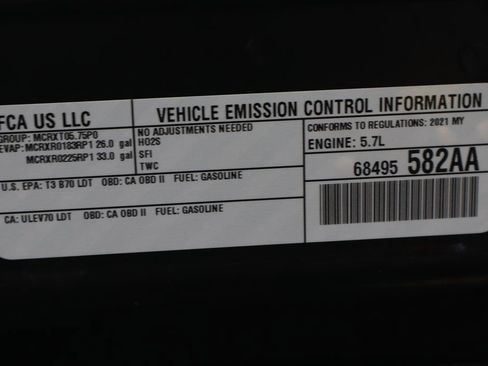 FCA US LLC
VEHICLE EMISSION CONTROL INFORMATION
GROUP: MCRXT05.75P0
EVAP: MCRXR0183RP1 26.0 gal
MCRXR0225RP1 33.0 gal
NO ADJUSTMENTS NEEDED
HO2S
SFI
TWC
CONFORMS TO REGULATIONS: 2021 MY
ENGINE: 5.7L
68495 582AA
U.S. EPA: T3 B70 LDT OBD: CA OBD II FUEL: GASOLINE
CA: ULEV70 LDT OBD: CA OBD II FUEL: GASOLINE